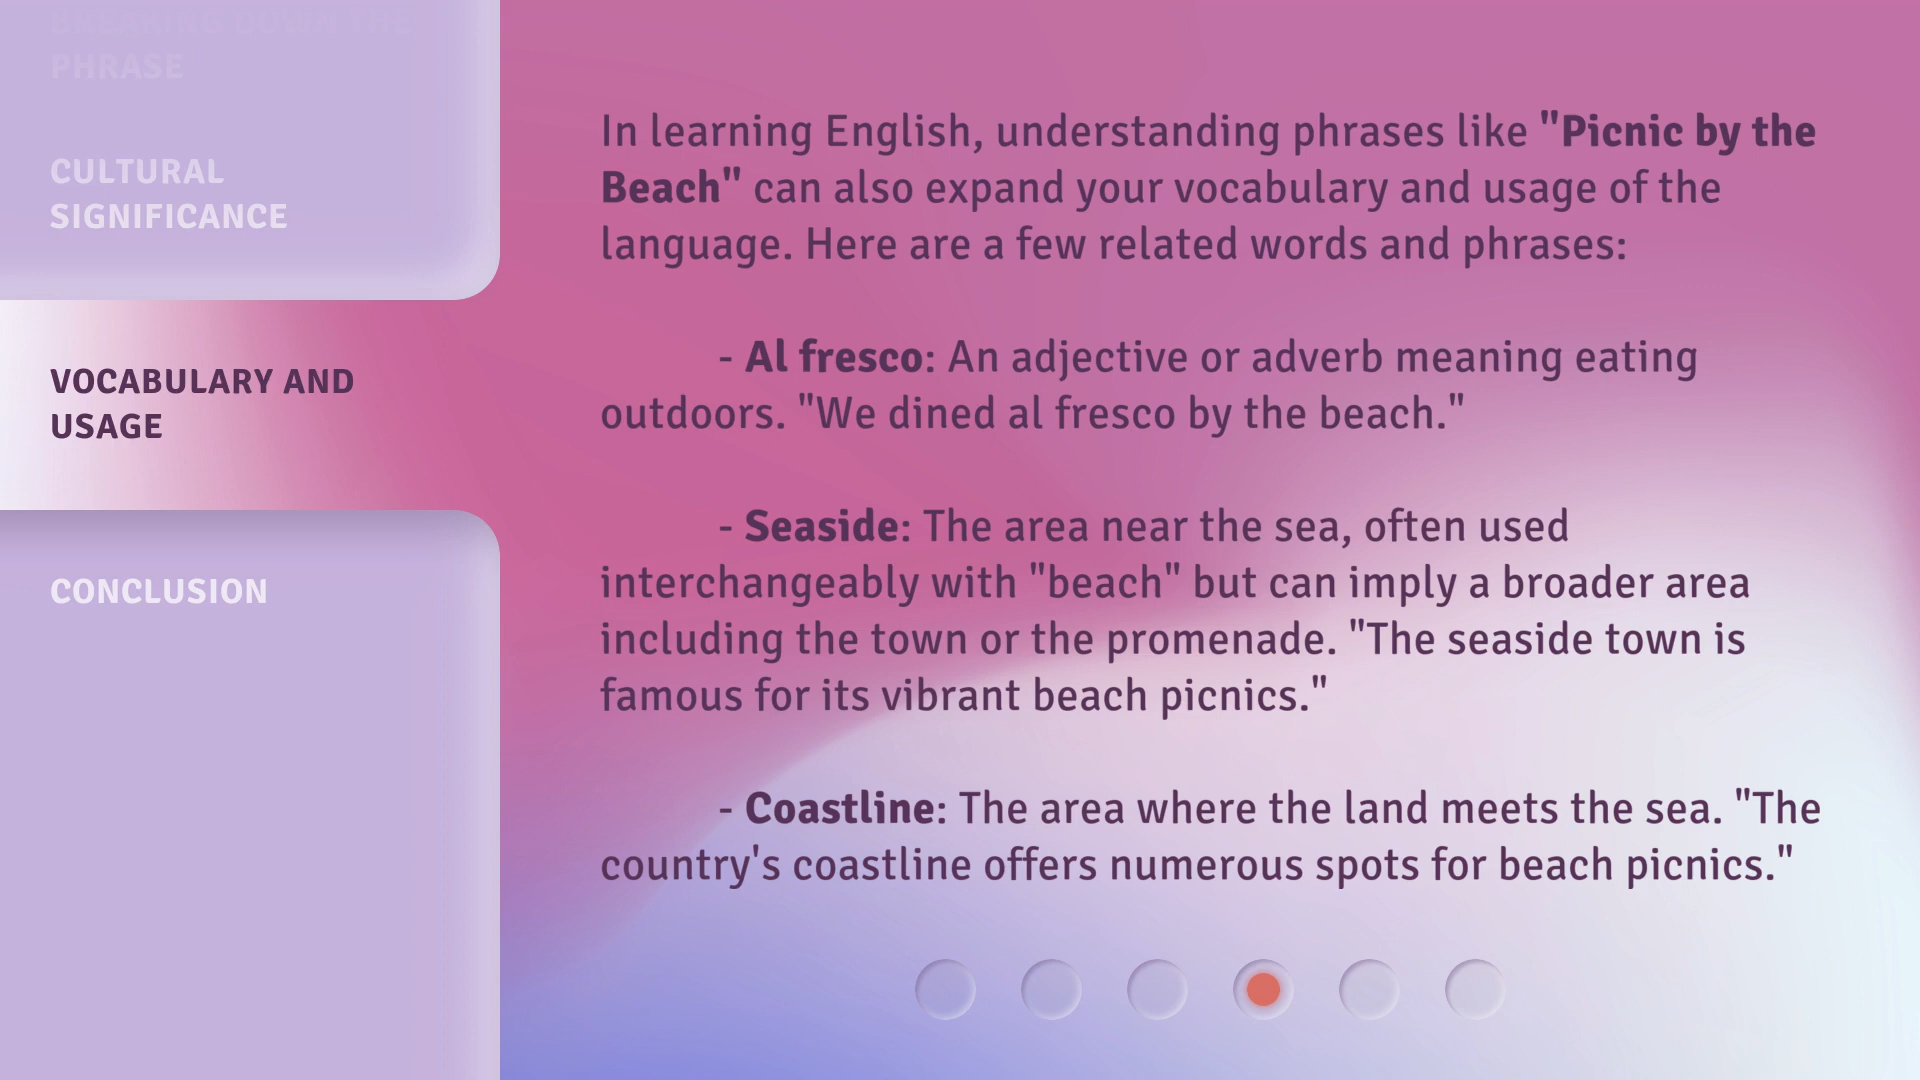 BREAKING DOWN THE
PHRASE
CULTURAL
SIGNIFICANCE
VOCABULARY AND
USAGE
CONCLUSION
In learning English, understanding phrases like "Picnic by the
Beach" can also expand your vocabulary and usage of the
language. Here are a few related words and phrases:
- Al fresco: An adjective or adverb meaning eating
outdoors. "We dined al fresco by the beach."
- Seaside: The area near the sea, often used
interchangeably with "beach" but can imply a broader area
including the town or the promenade. "The seaside town is
famous for its vibrant beach picnics."
- Coastline: The area where the land meets the sea. "The
country's coastline offers numerous spots for beach picnics."